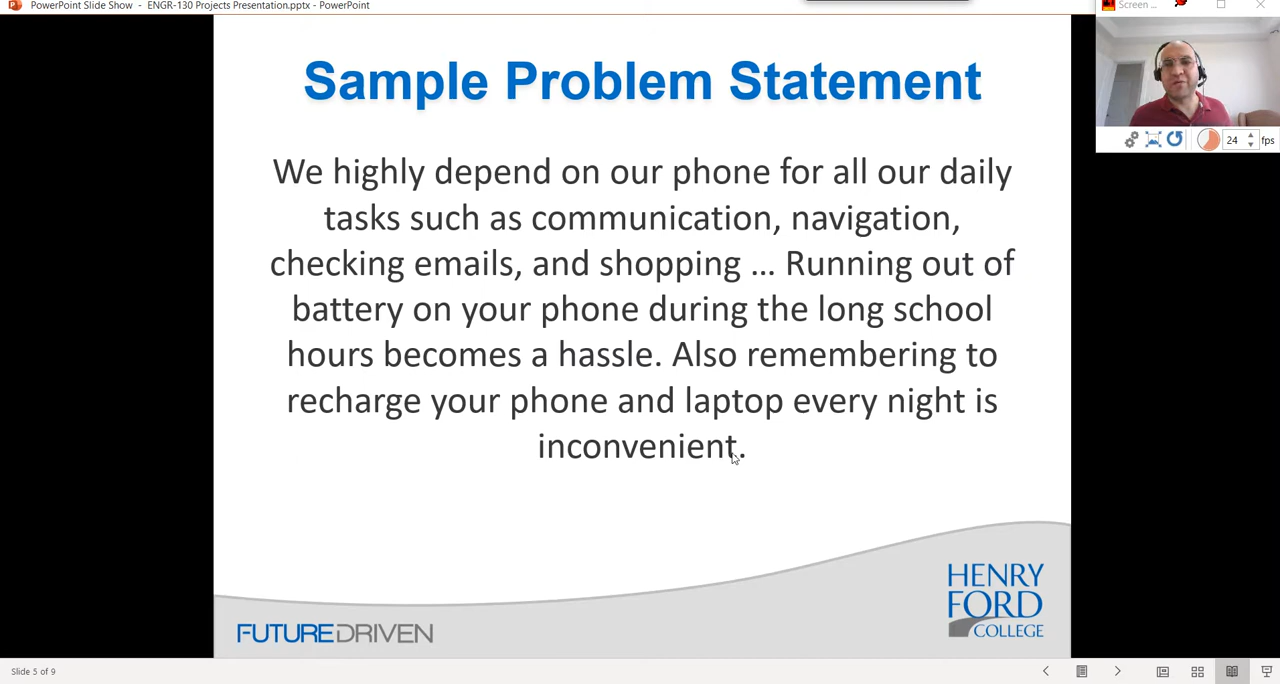 PowerPoint Slide Show - ENGR-130 Projects Presentation.pptx - PowerPoint
Screen ...
24 fps
Sample Problem Statement
We highly depend on our phone for all our daily
tasks such as communication, navigation,
checking emails, and shopping ... Running out of
battery on your phone during the long school
hours becomes a hassle. Also remembering to
recharge your phone and laptop every night is
inconvenient.
FUTUREDRIVEN
HENRY
FORD
COLLEGE
Slide 5 of 9